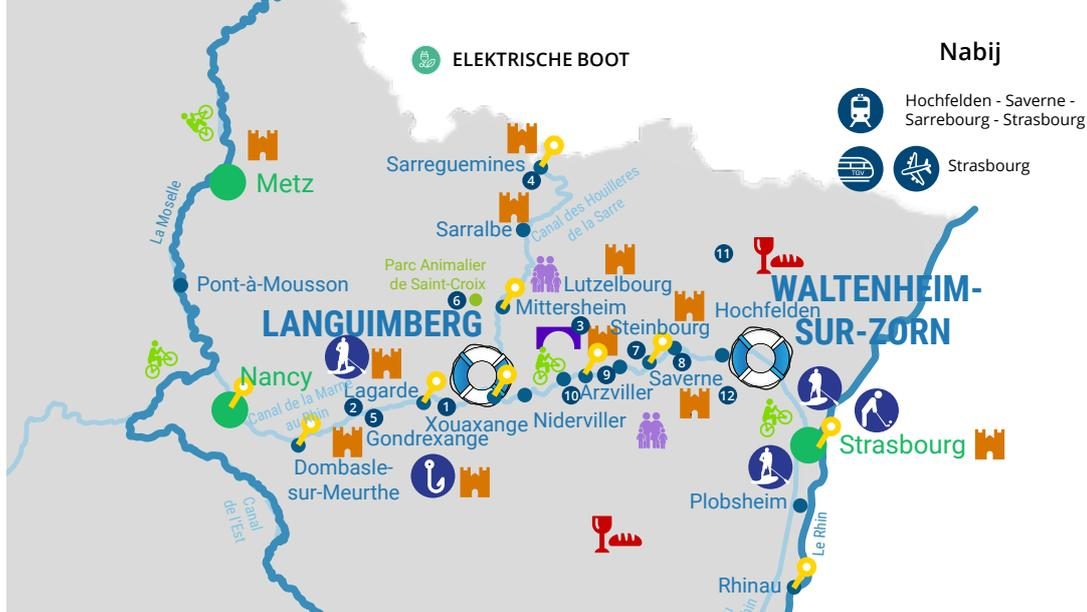 ELEKTRISCHE BOOT
Nabij
Hochfelden - Saverne -
Sarrebourg - Strasbourg
TGV
Strasbourg
Metz
La Moselle
Pont-à-Mousson
Sarreguemines
4
Sarralbe
Canal des Houilleres
de la Sarre
Parc Animalier
de Saint-Croix
6
Mittersheim
Lutzelbourg
11
LANGUIMBERG
WALTENHEIM-
SUR-ZORN
Hochfelden
3
Steinbourg
7
8
Saverne
9
10
Arzviller
12
Nancy
Canal de la Marne
au Rhin
Lagarde
2
5
1
Xouaxange
Niderviller
Gondrexange
Dombasle-
sur-Meurthe
Canal
de l'Est
Strasbourg
Plobsheim
Le Rhin
Rhinau